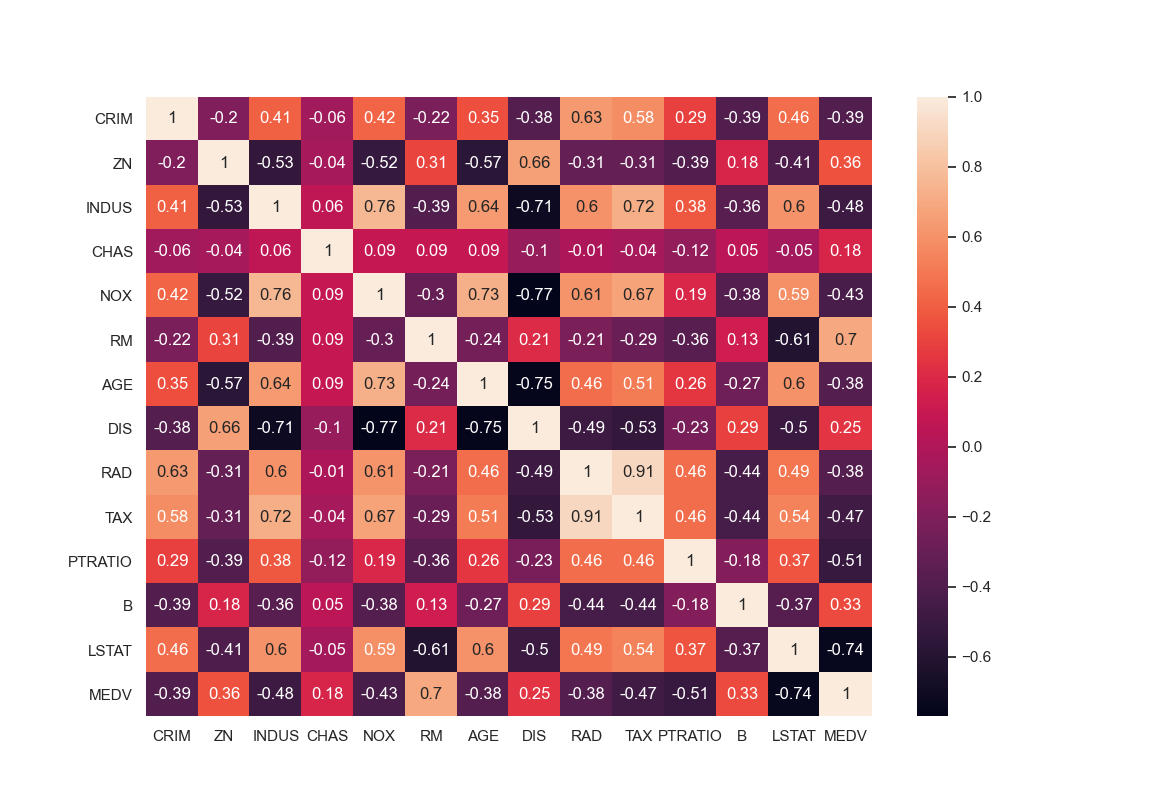 CRIM 1 -0.2 0.41 -0.06 0.42 -0.22 0.35 -0.38 0.63 0.58 0.29 -0.39 0.46 -0.39
ZN -0.2 1 -0.53 -0.04 -0.52 0.31 -0.57 0.66 -0.31 -0.31 -0.39 0.18 -0.41 0.36
INDUS 0.41 -0.53 1 0.06 0.76 -0.39 0.64 -0.71 0.6 0.72 0.38 -0.36 0.6 -0.48
CHAS -0.06 -0.04 0.06 1 0.09 0.09 0.09 -0.1 -0.01 -0.04 -0.12 0.05 -0.05 0.18
NOX 0.42 -0.52 0.76 0.09 1 -0.3 0.73 -0.77 0.61 0.67 0.19 -0.38 0.59 -0.43
RM -0.22 0.31 -0.39 0.09 -0.3 1 -0.24 0.21 -0.21 -0.29 -0.36 0.13 -0.61 0.7
AGE 0.35 -0.57 0.64 0.09 0.73 -0.24 1 -0.75 0.46 0.51 0.26 -0.27 0.6 -0.38
DIS -0.38 0.66 -0.71 -0.1 -0.77 0.21 -0.75 1 -0.49 -0.53 -0.23 0.29 -0.5 0.25
RAD 0.63 -0.31 0.6 -0.01 0.61 -0.21 0.46 -0.49 1 0.91 0.46 -0.44 0.49 -0.38
TAX 0.58 -0.31 0.72 -0.04 0.67 -0.29 0.51 -0.53 0.91 1 0.46 -0.44 0.54 -0.47
PTRATIO 0.29 -0.39 0.38 -0.12 0.19 -0.36 0.26 -0.23 0.46 0.46 1 -0.18 0.37 -0.51
B -0.39 0.18 -0.36 0.05 -0.38 0.13 -0.27 0.29 -0.44 -0.44 -0.18 1 -0.37 0.33
LSTAT 0.46 -0.41 0.6 -0.05 0.59 -0.61 0.6 -0.5 0.49 0.54 0.37 -0.37 1 -0.74
MEDV -0.39 0.36 -0.48 0.18 -0.43 0.7 -0.38 0.25 -0.38 -0.47 -0.51 0.33 -0.74 1
CRIM ZN INDUS CHAS NOX RM AGE DIS RAD TAX PTRATIO B LSTAT MEDV
1.0
0.8
0.6
0.4
0.2
0.0
−0.2
−0.4
−0.6